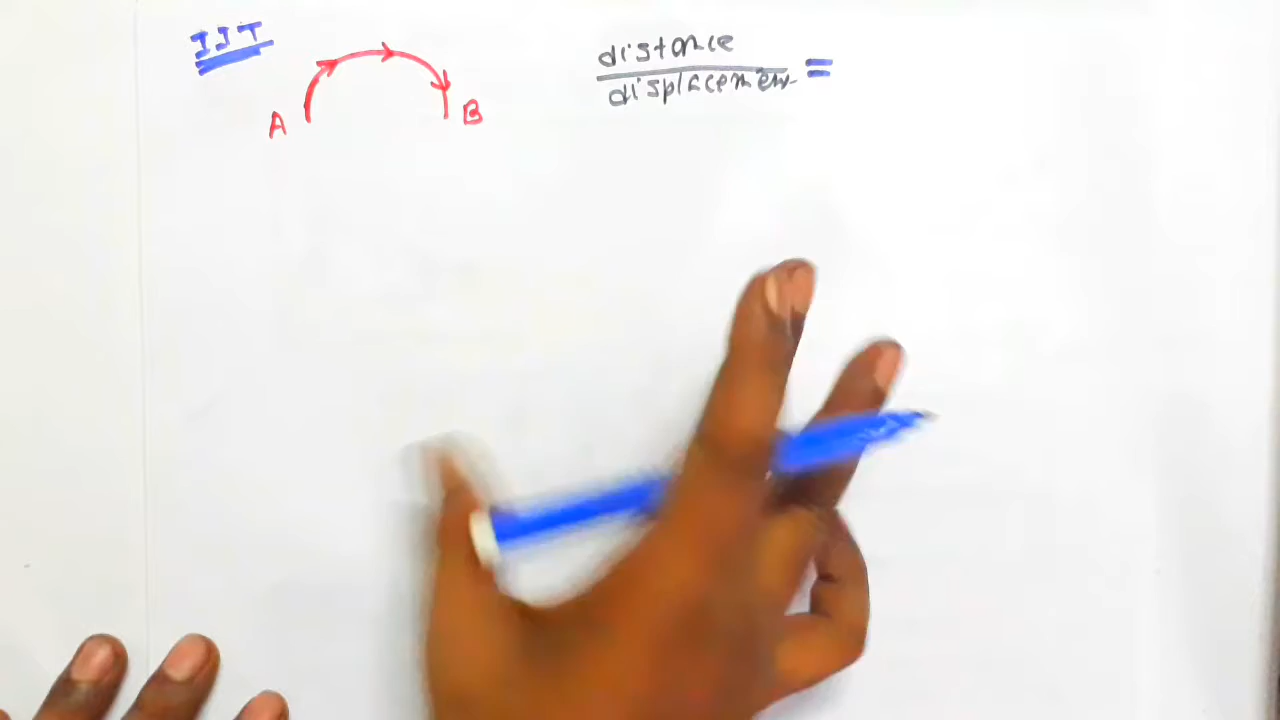 IIT
A
B
distance
displacement =